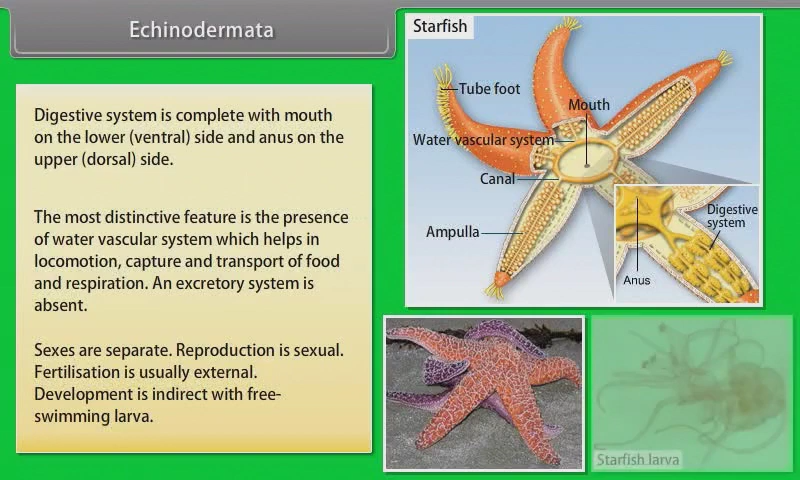 Echinodermata
Digestive system is complete with mouth
on the lower (ventral) side and anus on the
upper (dorsal) side.
The most distinctive feature is the presence
of water vascular system which helps in
locomotion, capture and transport of food
and respiration. An excretory system is
absent.
Sexes are separate. Reproduction is sexual.
Fertilisation is usually external.
Development is indirect with free-
swimming larva.
Starfish
Tube foot
Mouth
Water vascular system
Canal
Ampulla
Digestive
system
Anus
Starfish larva